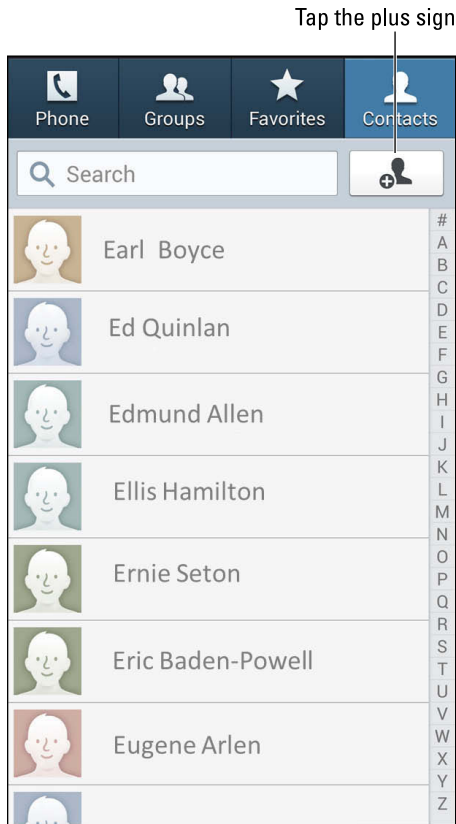 Tap the plus sign
Phone Groups Favorites Contacts
Search
Earl Boyce
Ed Quinlan
Edmund Allen
Ellis Hamilton
Ernie Seton
Eric Baden-Powell
Eugene Arlen
#
A
B
C
D
E
F
G
H
I
J
K
L
M
N
O
P
Q
R
S
T
U
V
W
X
Y
Z